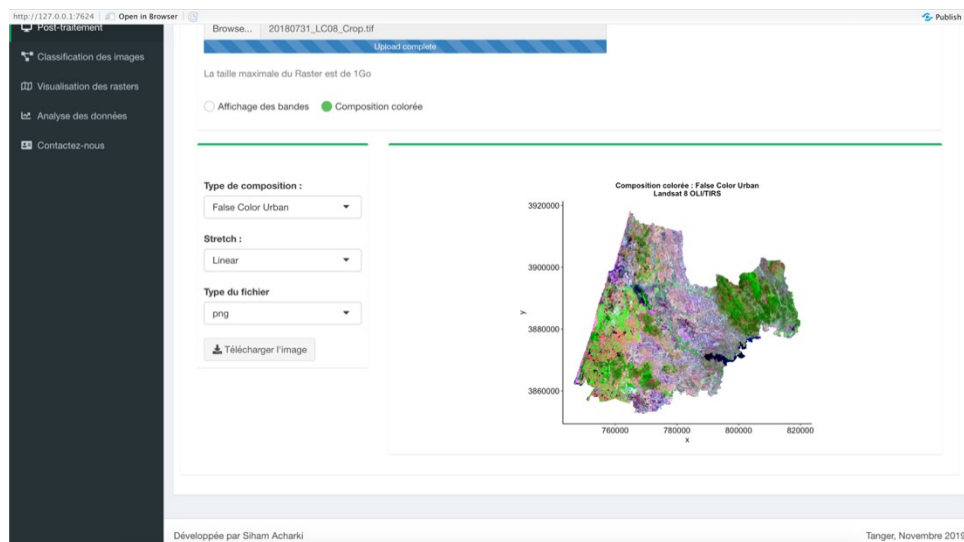 http://127.0.0.1:7624
Open in Browser
Publish
Post-traitement
Classification des images
Visualisation des rasters
Analyse des données
Contactez-nous
Browse... 20180731_LC08_Crop.tif
Upload complete
La taille maximale du Raster est de 1Go
Affichage des bandes Composition colorée
Type de composition :
False Color Urban
Stretch :
Linear
Type du fichier
png
Télécharger l'image
Composition colorée : False Color Urban
Landsat 8 OLI/TIRS
3920000
3900000
3880000
3860000
y
760000 780000 800000 820000
x
Développée par Siham Acharki
Tanger, Novembre 2019